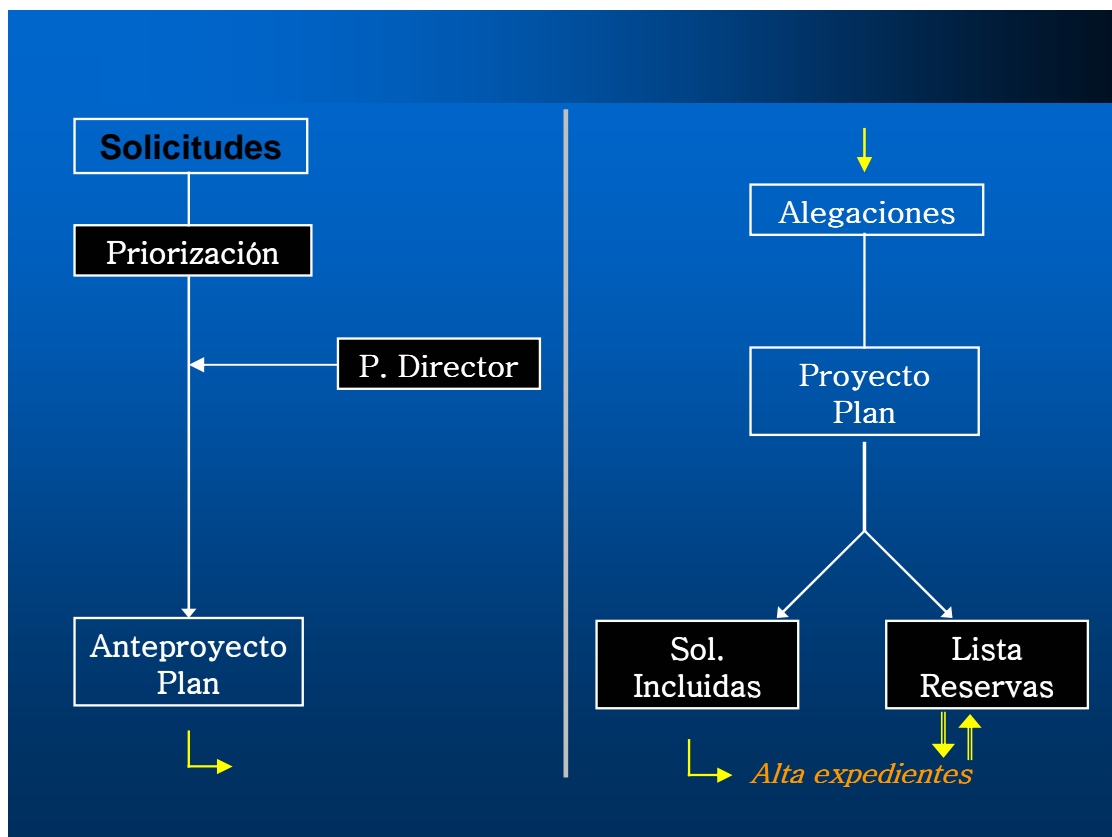 Solicitudes
Priorización
P. Director
Anteproyecto
Plan
Alegaciones
Proyecto
Plan
Sol.
Incluidas
Lista
Reservas
Alta expedientes